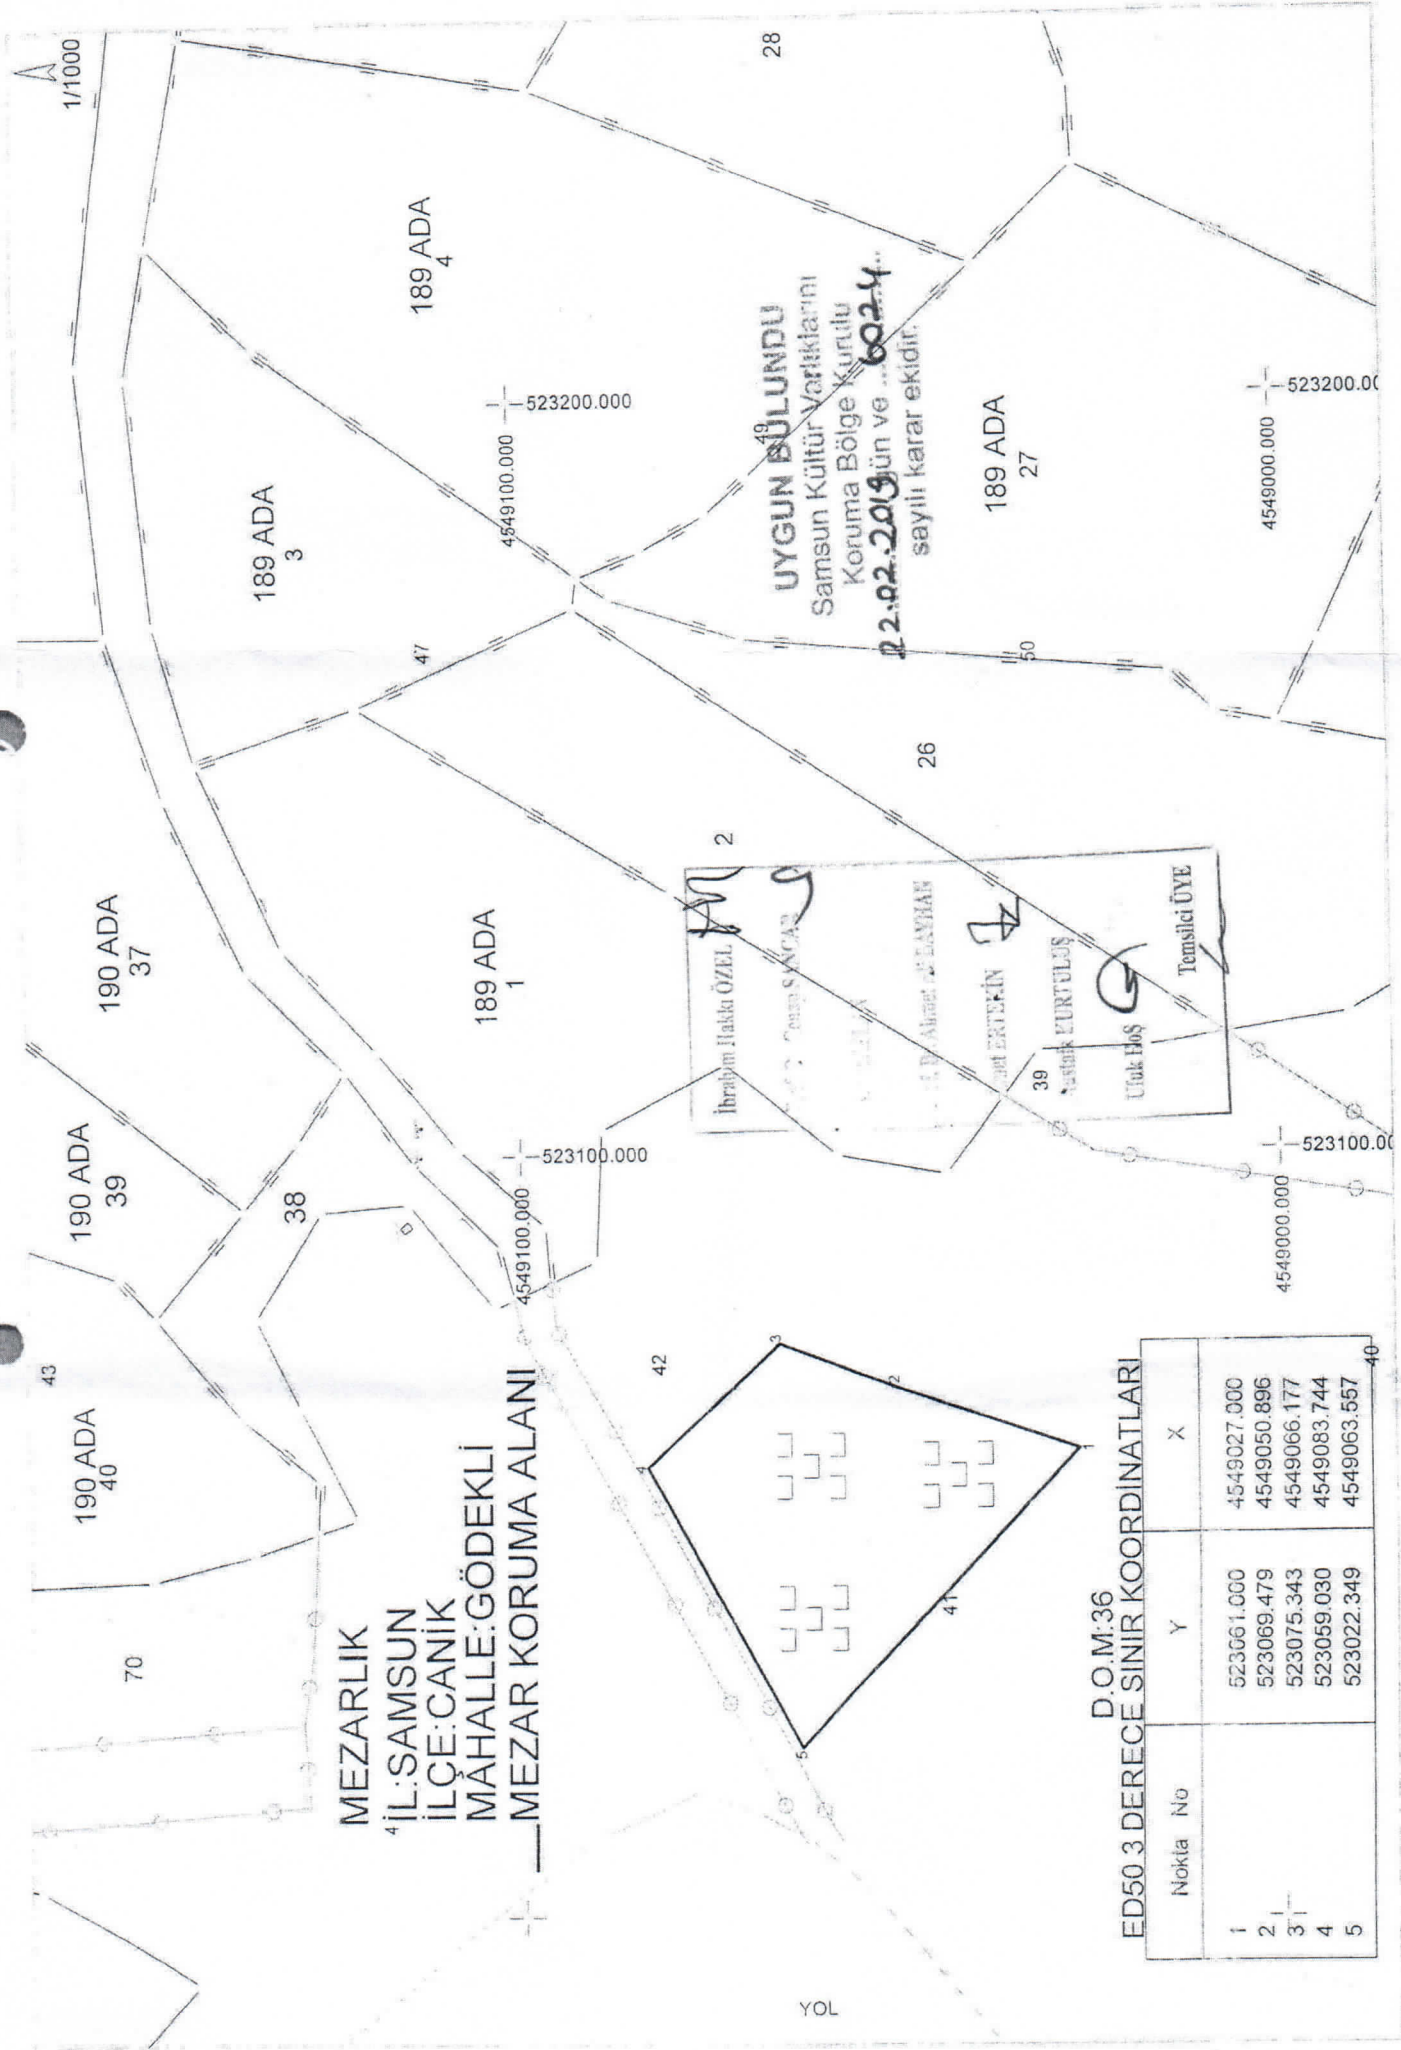 1/1000
28
189 ADA
4
189 ADA
3
190 ADA
37
190 ADA
39
38
43
190 ADA
40
70
47
189 ADA
1
2
26
49
50
189 ADA
27
39
42
4549100.000
523200.000
4549000.000
523200.00
4549100.000
523100.000
4549000.000
523100.00
UYGUN BULUNDU
Samsun Kültür Varlıklarını
Koruma Bölge Kurulu
22.02.2019 gün ve ...6024
sayılı karar ekidir.
İbrahim Hakkı ÖZEL
SANCAR
Ahmet
ERTEKİN
KURTULUŞ
Ufuk HOŞ
Temsilci ÜYE
MEZARLIK
4
İL:SAMSUN
İLÇE:CANİK
MAHALLE:GÖDEKLİ
MEZAR KORUMA ALANI
1
2
3
4
5
41
YOL
D.O.M:36
ED50 3 DERECE SINIR KOORDİNATLARI
Nokta No Y X
1 523061.000 4549027.000
2 523069.479 4549050.896
3 523075.343 4549066.177
4 523059.030 4549083.744
5 523022.349 4549063.557
40